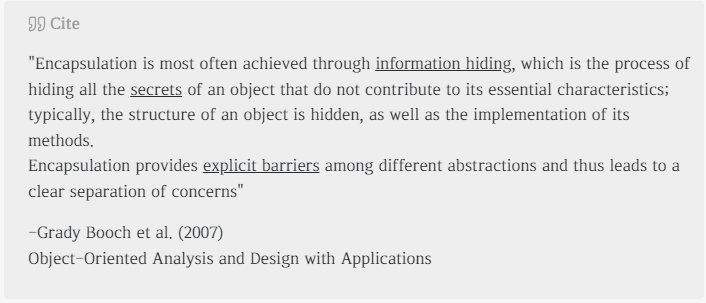 Cite
"Encapsulation is most often achieved through information hiding, which is the process of
hiding all the secrets of an object that do not contribute to its essential characteristics;
typically, the structure of an object is hidden, as well as the implementation of its
methods.
Encapsulation provides explicit barriers among different abstractions and thus leads to a
clear separation of concerns"
-Grady Booch et al. (2007)
Object-Oriented Analysis and Design with Applications